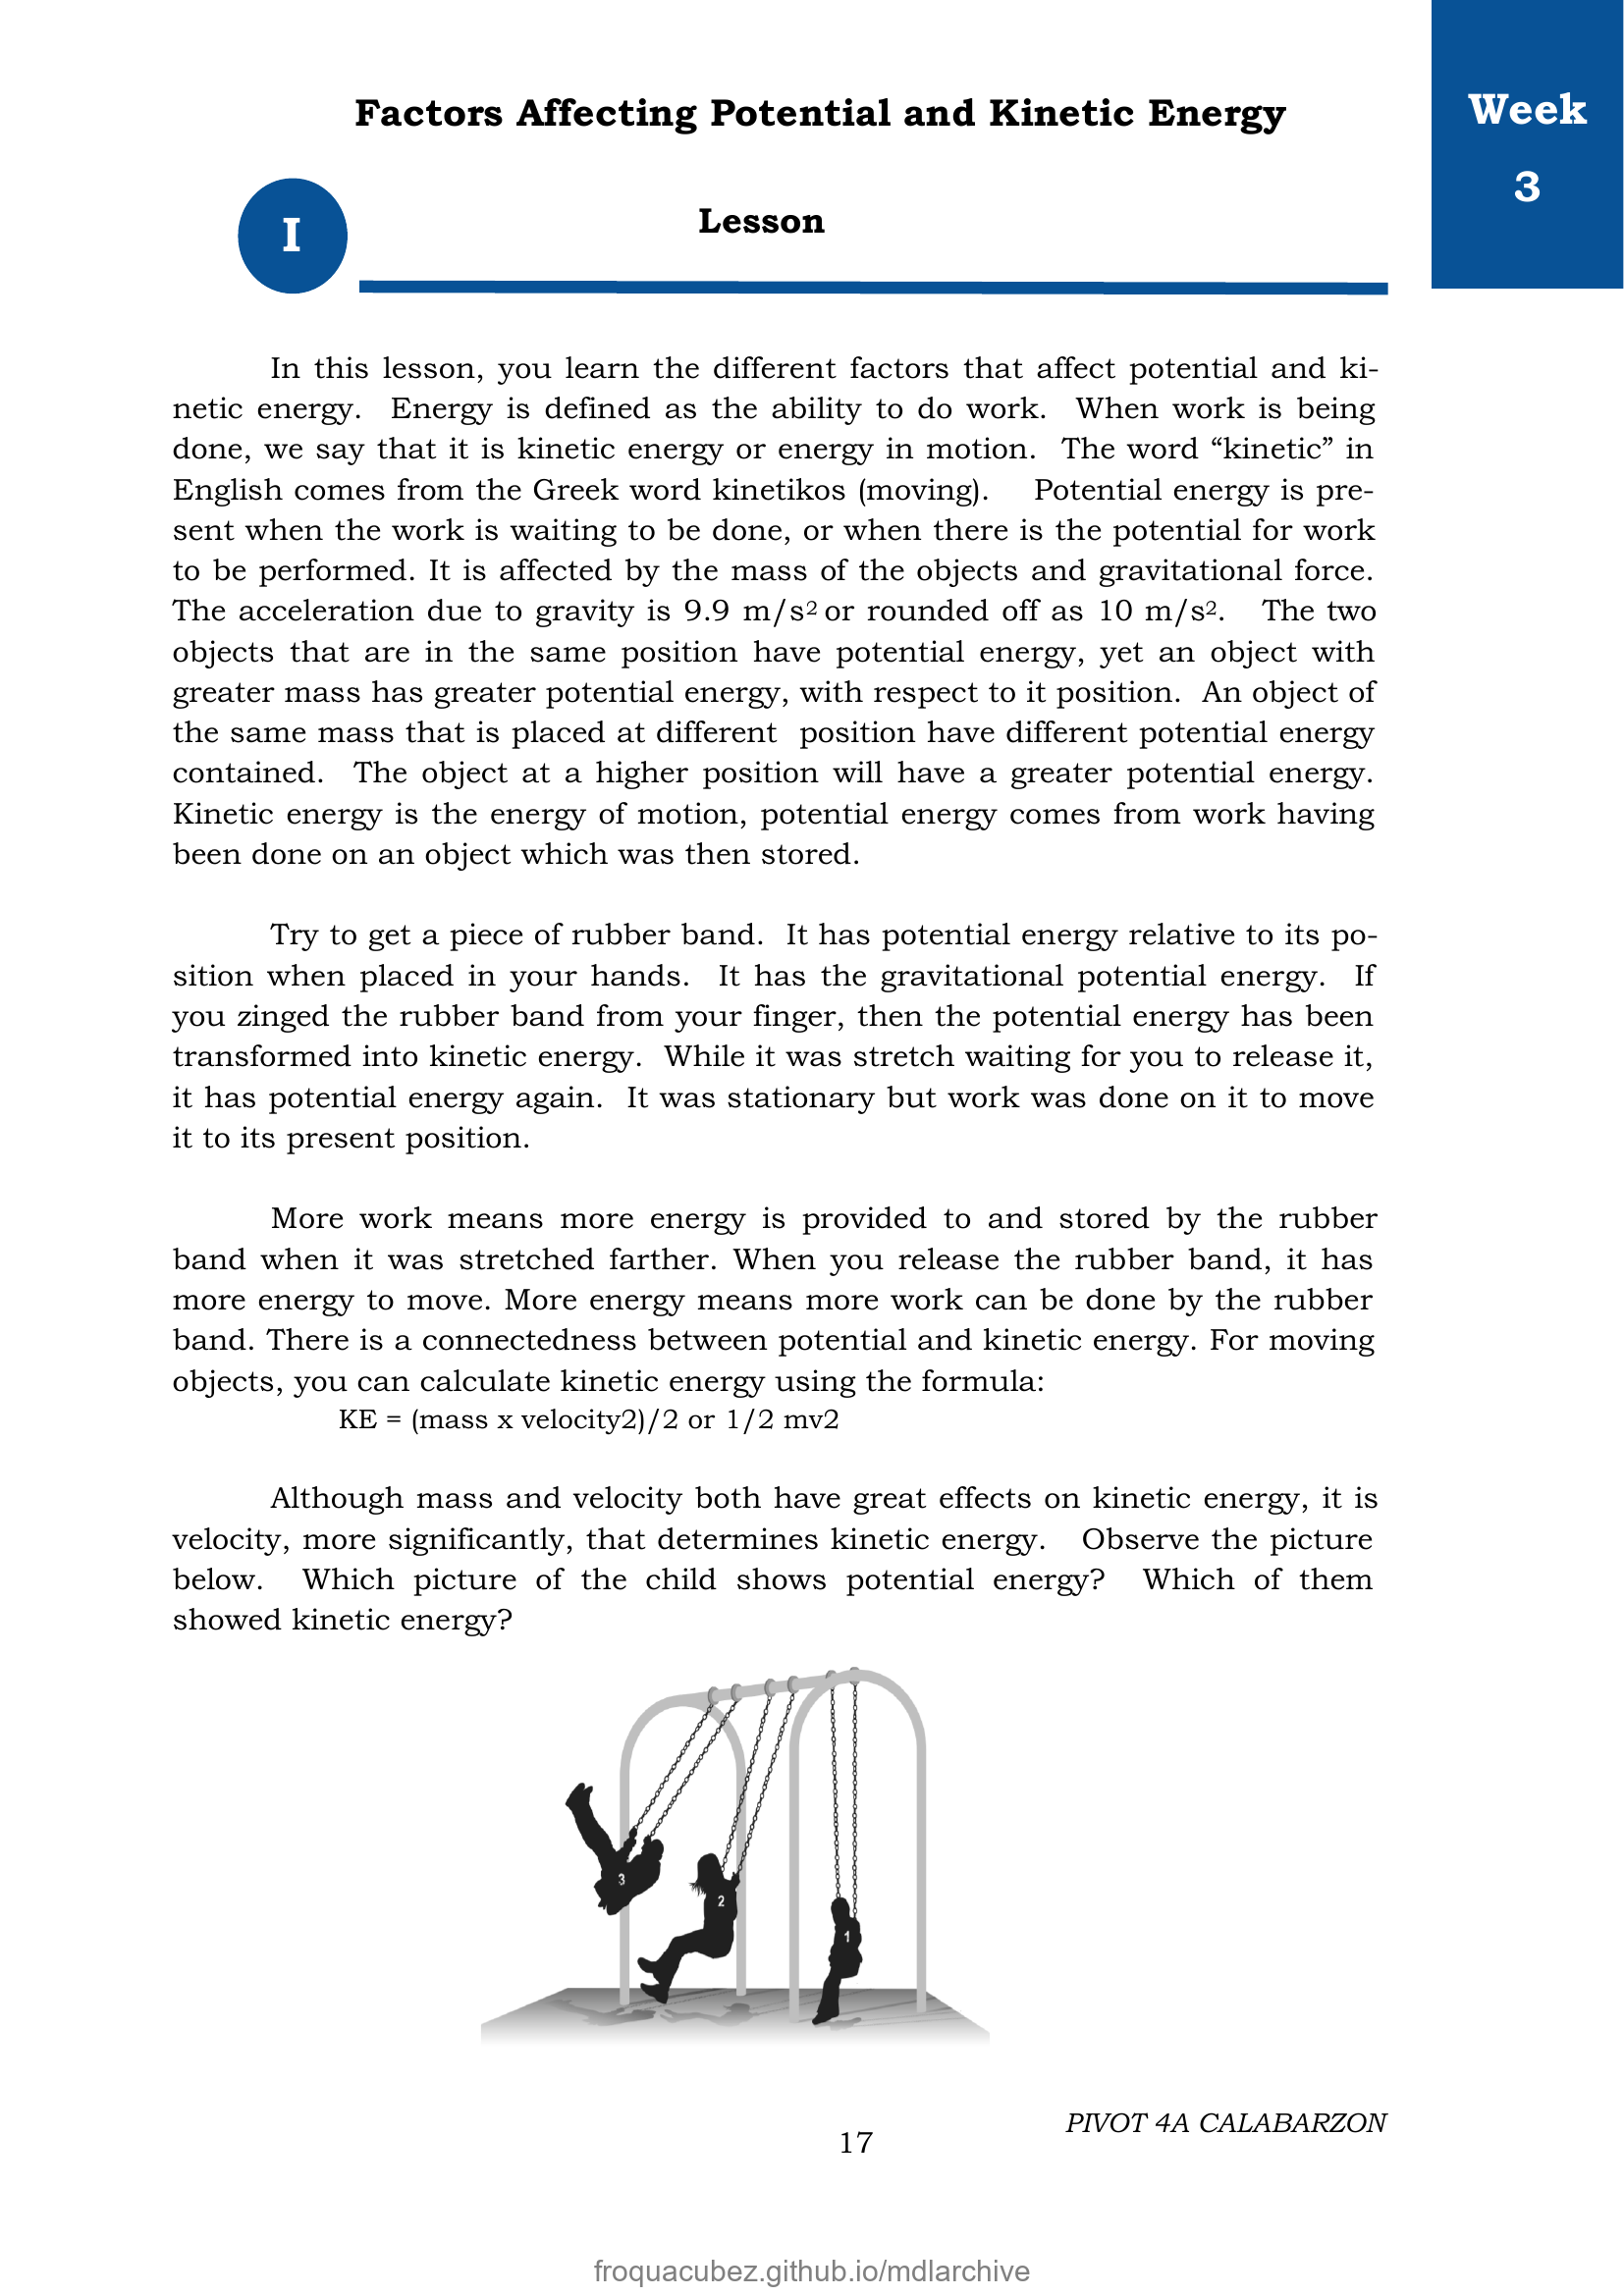 Factors Affecting Potential and Kinetic Energy
Week
3
I
Lesson
In this lesson, you learn the different factors that affect potential and ki-
netic energy. Energy is defined as the ability to do work. When work is being
done, we say that it is kinetic energy or energy in motion. The word “kinetic” in
English comes from the Greek word kinetikos (moving). Potential energy is pre-
sent when the work is waiting to be done, or when there is the potential for work
to be performed. It is affected by the mass of the objects and gravitational force.
The acceleration due to gravity is 9.9 m/s² or rounded off as 10 m/s². The two
objects that are in the same position have potential energy, yet an object with
greater mass has greater potential energy, with respect to it position. An object of
the same mass that is placed at different position have different potential energy
contained. The object at a higher position will have a greater potential energy.
Kinetic energy is the energy of motion, potential energy comes from work having
been done on an object which was then stored.
Try to get a piece of rubber band. It has potential energy relative to its po-
sition when placed in your hands. It has the gravitational potential energy. If
you zinged the rubber band from your finger, then the potential energy has been
transformed into kinetic energy. While it was stretch waiting for you to release it,
it has potential energy again. It was stationary but work was done on it to move
it to its present position.
More work means more energy is provided to and stored by the rubber
band when it was stretched farther. When you release the rubber band, it has
more energy to move. More energy means more work can be done by the rubber
band. There is a connectedness between potential and kinetic energy. For moving
objects, you can calculate kinetic energy using the formula:
KE = (mass x velocity2)/2 or 1/2 mv2
Although mass and velocity both have great effects on kinetic energy, it is
velocity, more significantly, that determines kinetic energy. Observe the picture
below. Which picture of the child shows potential energy? Which of them
showed kinetic energy?
3
2
1
PIVOT 4A CALABARZON
17
froquacubez.github.io/mdlarchive